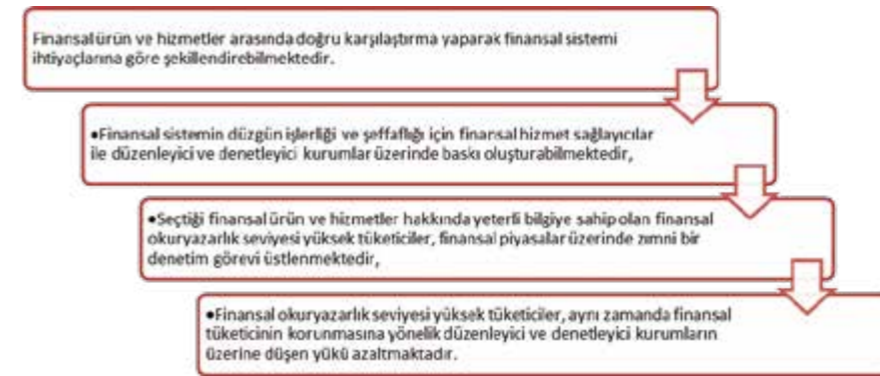 Finansal ürün ve hizmetler arasında doğru karşılaştırma yaparak finansal sistemi
ihtiyaçlarına göre şekillendirebilmektedir.
•Finansal sistemin düzgün işlerliği ve şeffaflığı için finansal hizmet sağlayıcılar
ile düzenleyici ve denetleyici kurumlar üzerinde baskı oluşturabilmektedir,
•Seçtiği finansal ürün ve hizmetler hakkında yeterli bilgiye sahip olan finansal
okuryazarlık seviyesi yüksek tüketiciler, finansal piyasalar üzerinde zımni bir
denetim görevi üstlenmektedir,
•Finansal okuryazarlık seviyesi yüksek tüketiciler, aynı zamanda finansal
tüketicinin korunmasına yönelik düzenleyici ve denetleyici kurumların
üzerine düşen yükü azaltmaktadır.